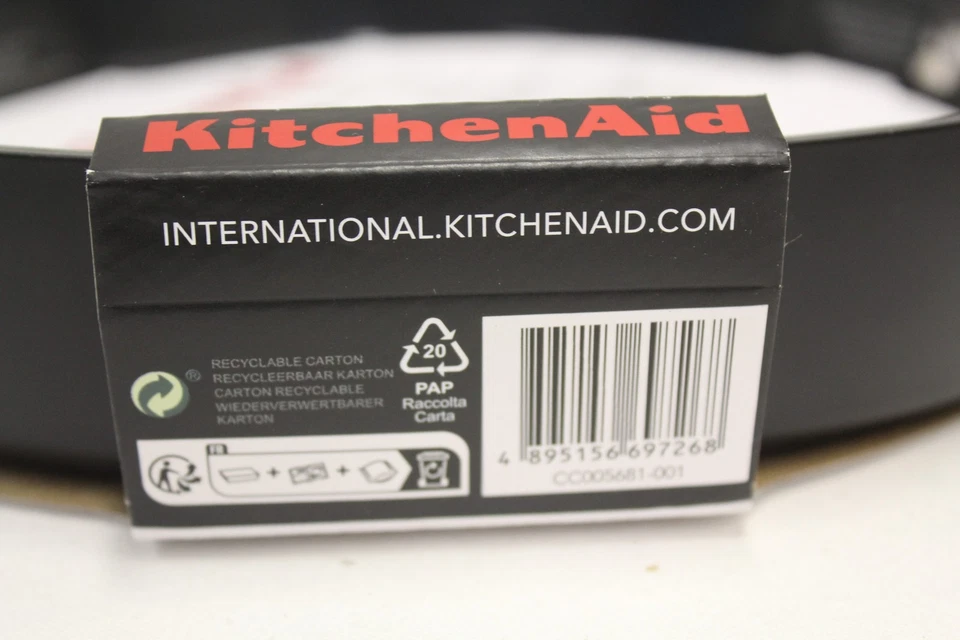 KitchenAid
INTERNATIONAL.KITCHENAID.COM
RECYCLABLE CARTON
RECYCLEERBAAR KARTON
CARTON RECYCLABLE
WIEDERVERWERTBARER
KARTON
®
20
PAP
Raccolta
Carta
FR
4 895156 697268
CC005681-001